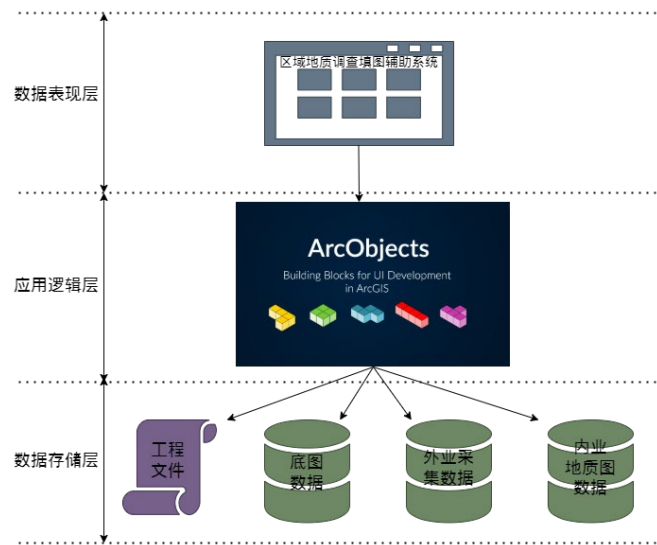 区域地质调查填图辅助系统
数据表现层
ArcObjects
Building Blocks for UI Development
in ArcGIS
应用逻辑层
数据存储层
工程
文件
底图
数据
外业采
集数据
内业
地质图
数据